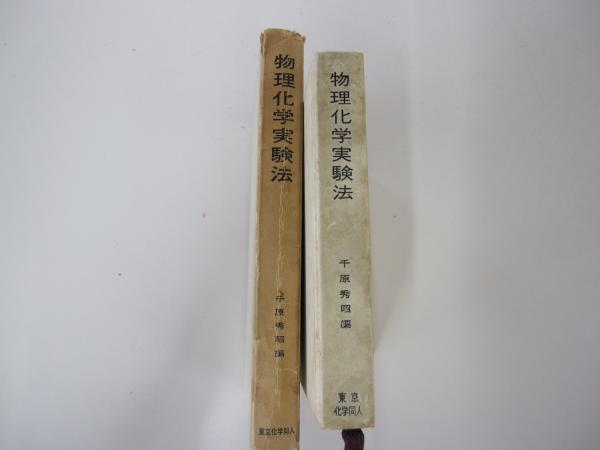 物理化学実験法
千原秀昭編
東京化学同人
物理化学実験法
千原秀昭編
東京
化学同人